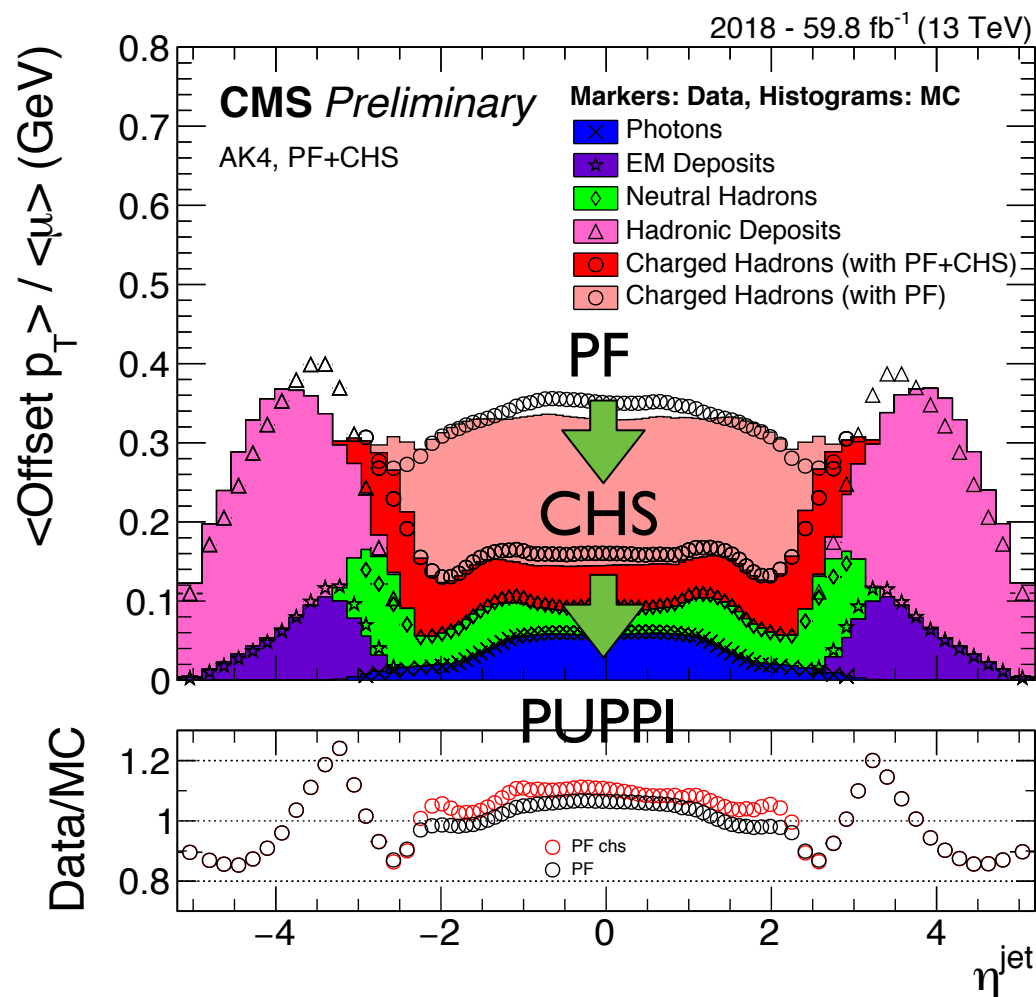 2018 - 59.8 fb⁻¹ (13 TeV)
<Offset p_T> / <μ> (GeV)
0.8
0.7
0.6
0.5
0.4
0.3
0.2
0.1
0
CMS Preliminary
AK4, PF+CHS
Markers: Data, Histograms: MC
Photons
EM Deposits
Neutral Hadrons
Hadronic Deposits
Charged Hadrons (with PF+CHS)
Charged Hadrons (with PF)
PF
CHS
PUPPI
Data/MC
1.2
1
0.8
PF chs
PF
−4
−2
0
2
4
η^jet